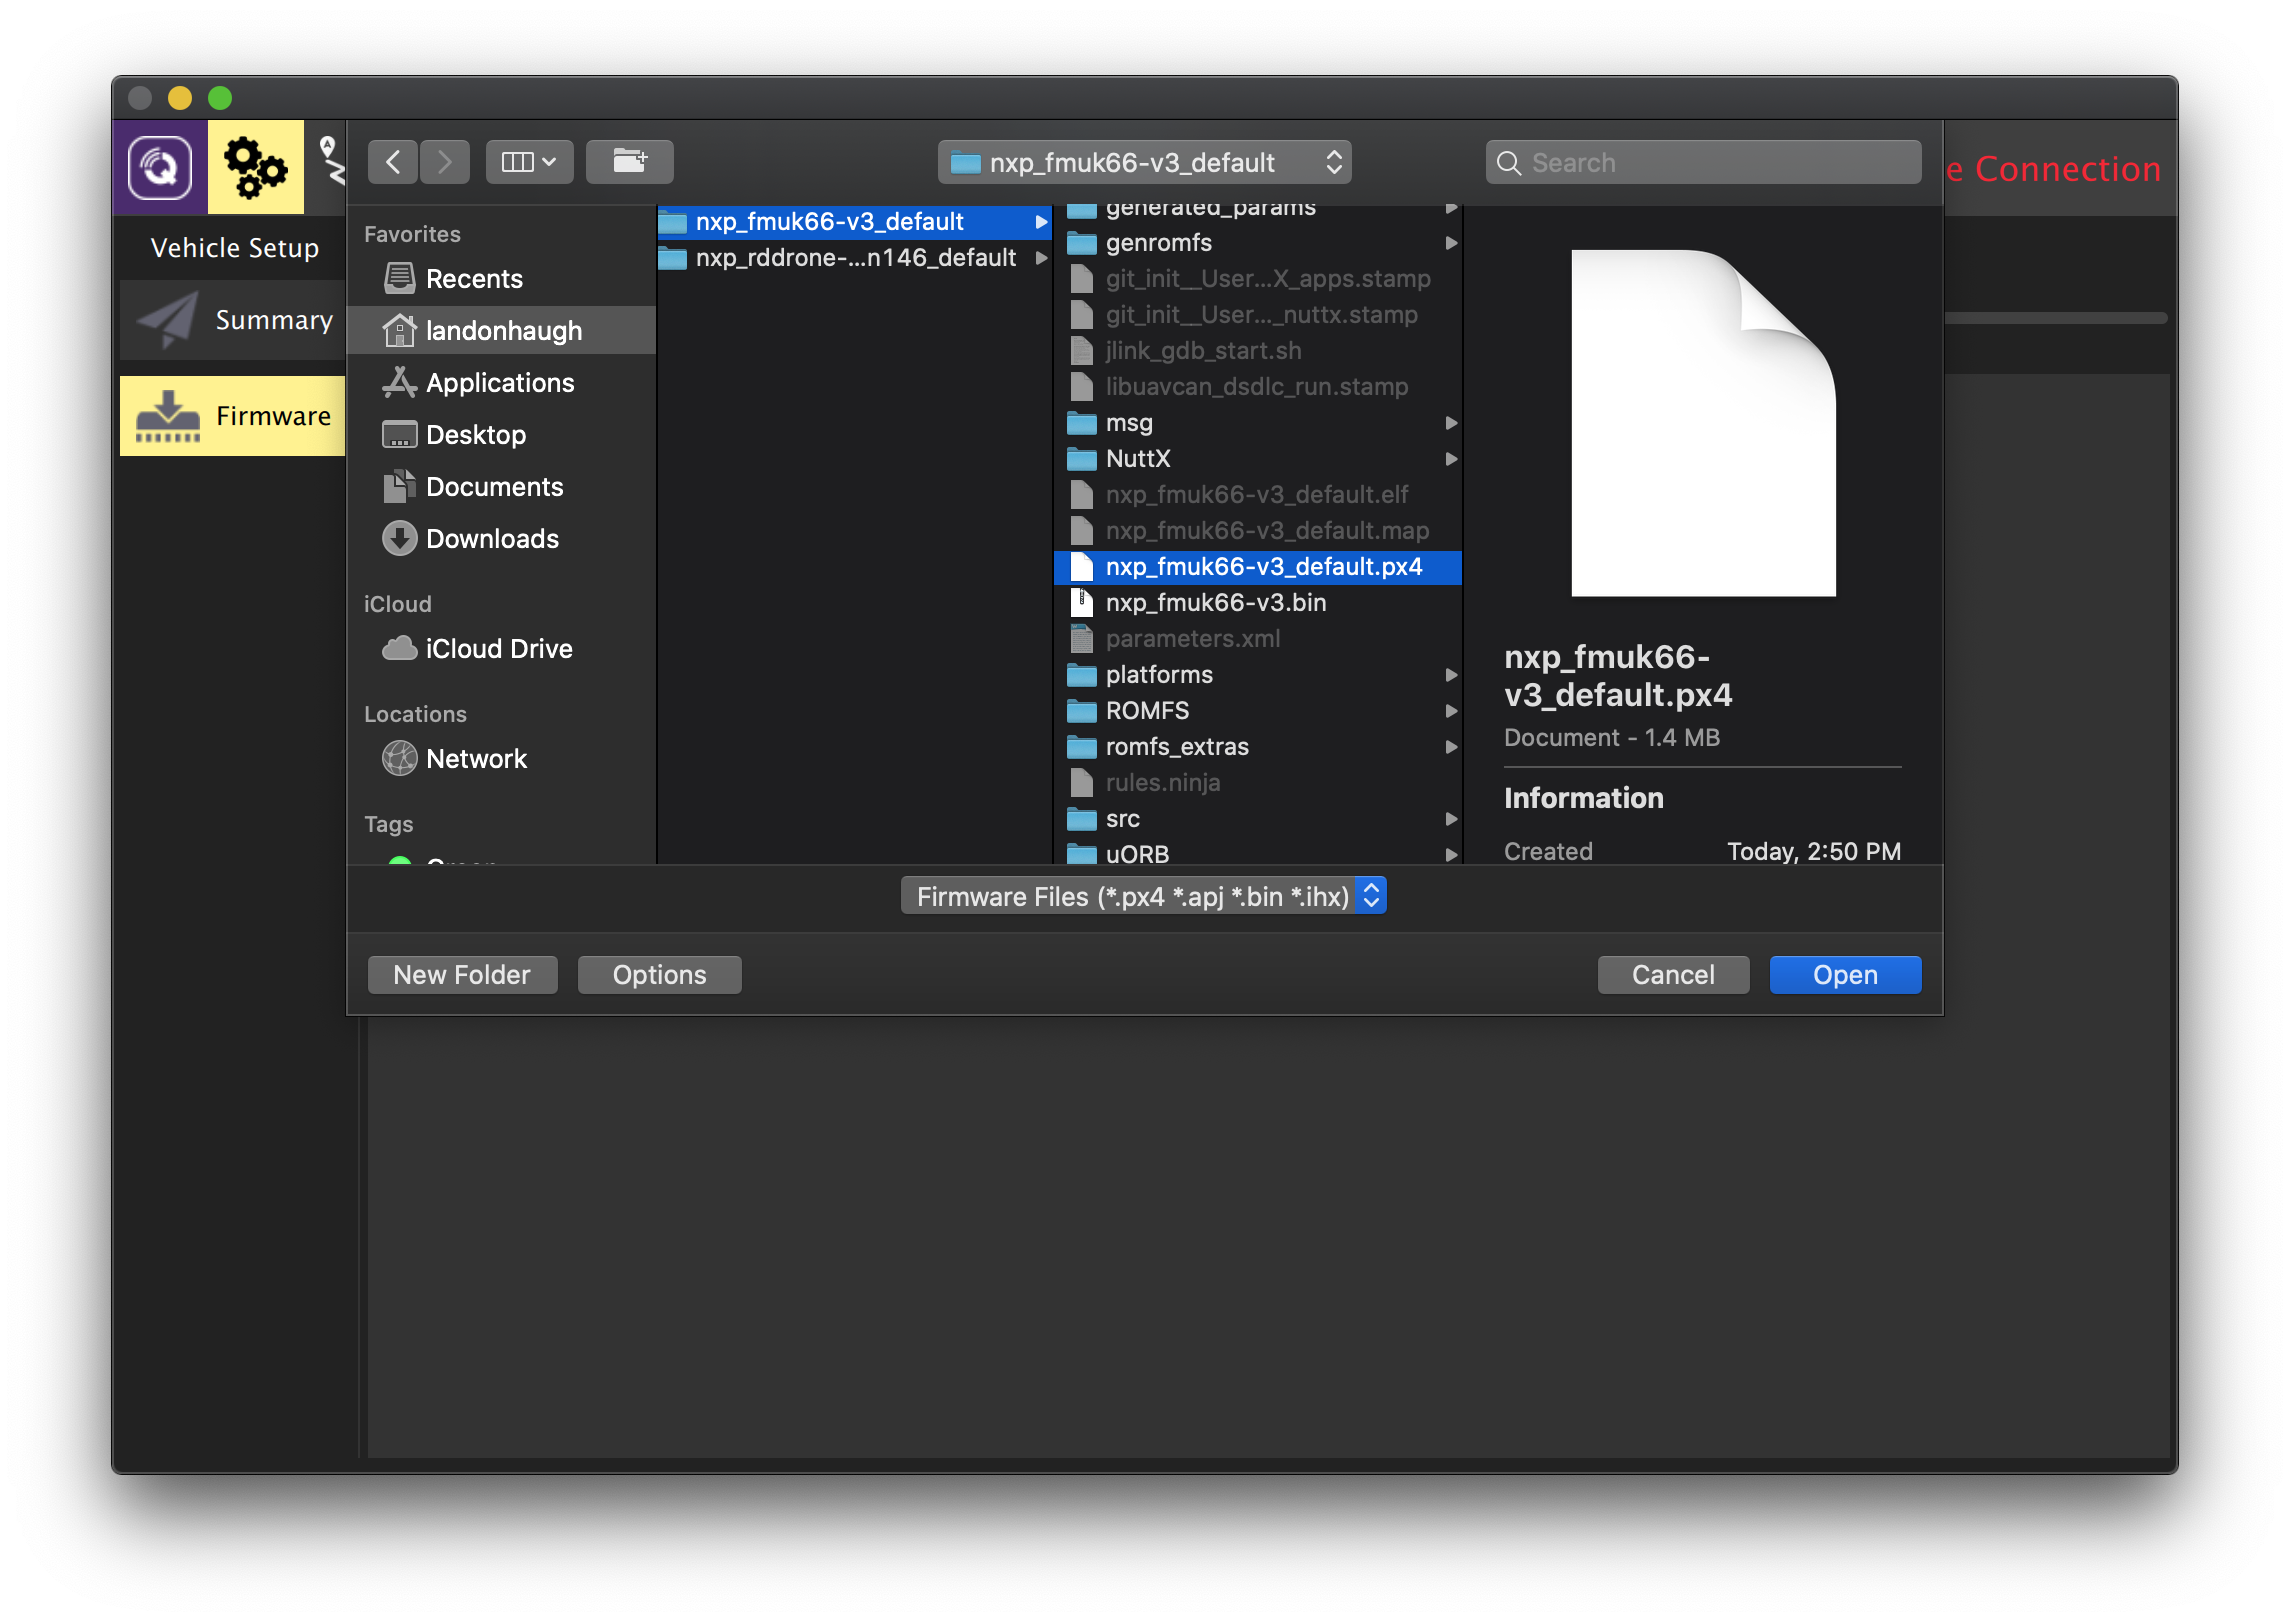 nxp_fmuk66-v3_default
Search
e Connection
Vehicle Setup
Summary
Firmware
Favorites
Recents
landonhaugh
Applications
Desktop
Documents
Downloads
iCloud
iCloud Drive
Locations
Network
Tags
nxp_fmuk66-v3_default
nxp_rddrone-...n146_default
generated_params
genromfs
git_init__User...X_apps.stamp
git_init__User..._nuttx.stamp
jlink_gdb_start.sh
libuavcan_dsdlc_run.stamp
msg
NuttX
nxp_fmuk66-v3_default.elf
nxp_fmuk66-v3_default.map
nxp_fmuk66-v3_default.px4
nxp_fmuk66-v3.bin
parameters.xml
platforms
ROMFS
romfs_extras
rules.ninja
src
uORB
nxp_fmuk66-
v3_default.px4
Document - 1.4 MB
Information
Created Today, 2:50 PM
Firmware Files (*.px4 *.apj *.bin *.ihx)
New Folder
Options
Cancel
Open